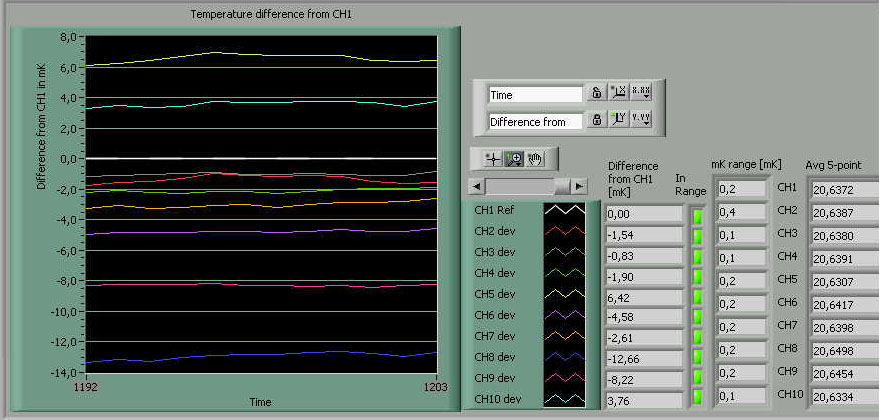 Temperature difference from CH1
Difference from CH1 in mK
8,0
6,0
4,0
2,0
0,0
-2,0
-4,0
-6,0
-8,0
-10,0
-12,0
-14,0
1192
1203
Time
Time
X.XX
Difference from
Y.YY
CH1 Ref
CH2 dev
CH3 dev
CH4 dev
CH5 dev
CH6 dev
CH7 dev
CH8 dev
CH9 dev
CH10 dev
Difference
from CH1
[mK]
0,00
-1,54
-0,83
-1,90
6,42
-4,58
-2,61
-12,66
-8,22
3,76
In
Range
mK range [mK]
0,2
0,4
0,1
0,1
0,2
0,2
0,2
0,2
0,2
0,1
Avg 5-point
CH1 20,6372
CH2 20,6387
CH3 20,6380
CH4 20,6391
CH5 20,6307
CH6 20,6417
CH7 20,6398
CH8 20,6498
CH9 20,6454
CH10 20,6334